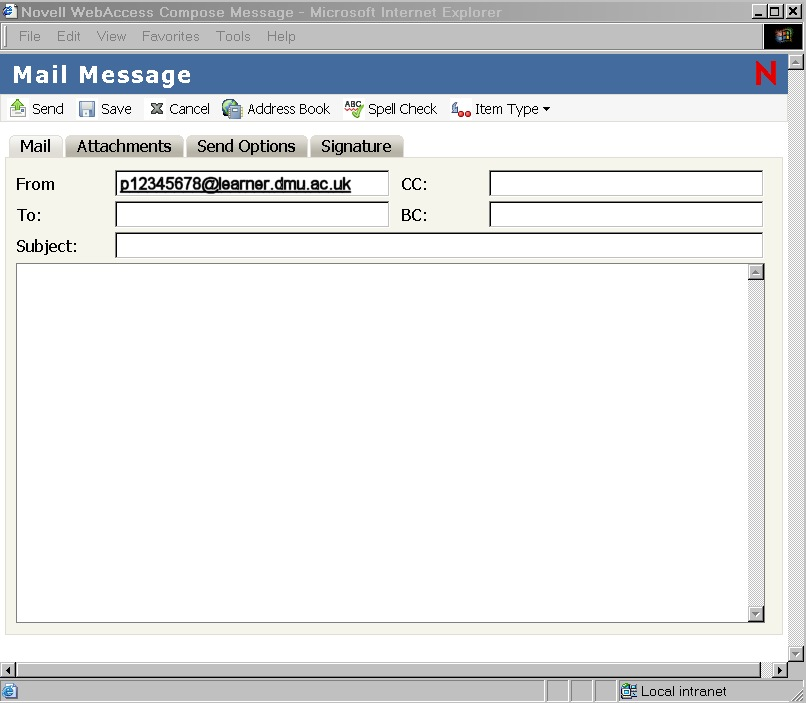 Novell WebAccess Compose Message - Microsoft Internet Explorer
File Edit View Favorites Tools Help
Mail Message N
Send Save Cancel ABC Address Book Spell Check Item Type
Mail Attachments Send Options Signature
From p12345678@learner.dmu.ac.uk CC:
To: BC:
Subject:
Local intranet